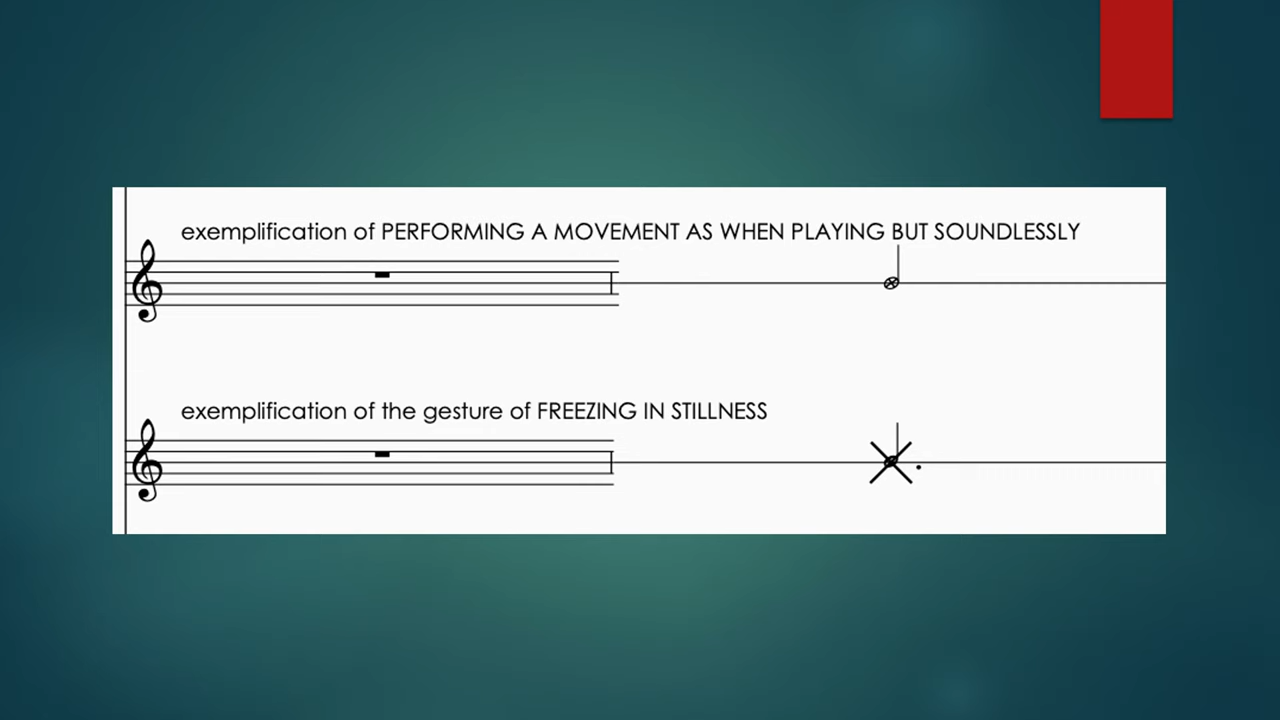 exemplification of PERFORMING A MOVEMENT AS WHEN PLAYING BUT SOUNDLESSLY
exemplification of the gesture of FREEZING IN STILLNESS